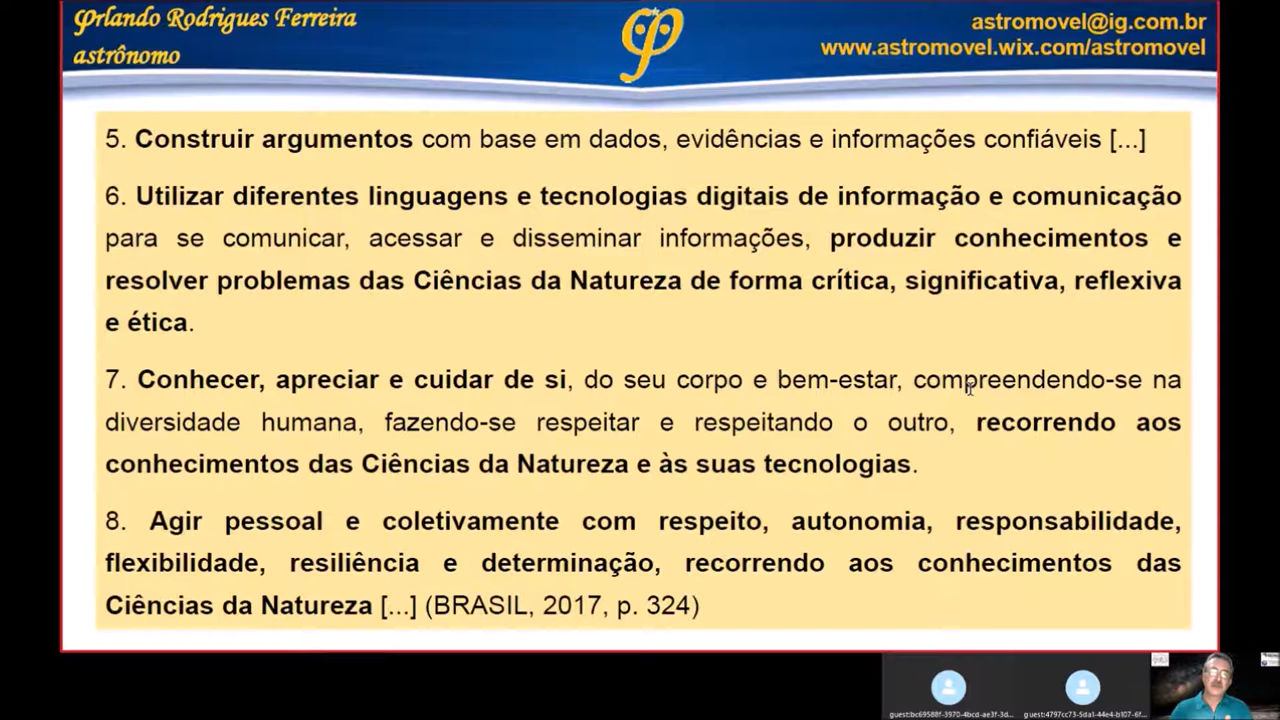 Orlando Rodrigues Ferreira
astrônomo
astromovel@ig.com.br
www.astromovel.wix.com/astromovel
5. Construir argumentos com base em dados, evidências e informações confiáveis [...]
6. Utilizar diferentes linguagens e tecnologias digitais de informação e comunicação
para se comunicar, acessar e disseminar informações, produzir conhecimentos e
resolver problemas das Ciências da Natureza de forma crítica, significativa, reflexiva
e ética.
7. Conhecer, apreciar e cuidar de si, do seu corpo e bem-estar, compreendendo-se na
diversidade humana, fazendo-se respeitar e respeitando o outro, recorrendo aos
conhecimentos das Ciências da Natureza e às suas tecnologias.
8. Agir pessoal e coletivamente com respeito, autonomia, responsabilidade,
flexibilidade, resiliência e determinação, recorrendo aos conhecimentos das
Ciências da Natureza [...] (BRASIL, 2017, p. 324)